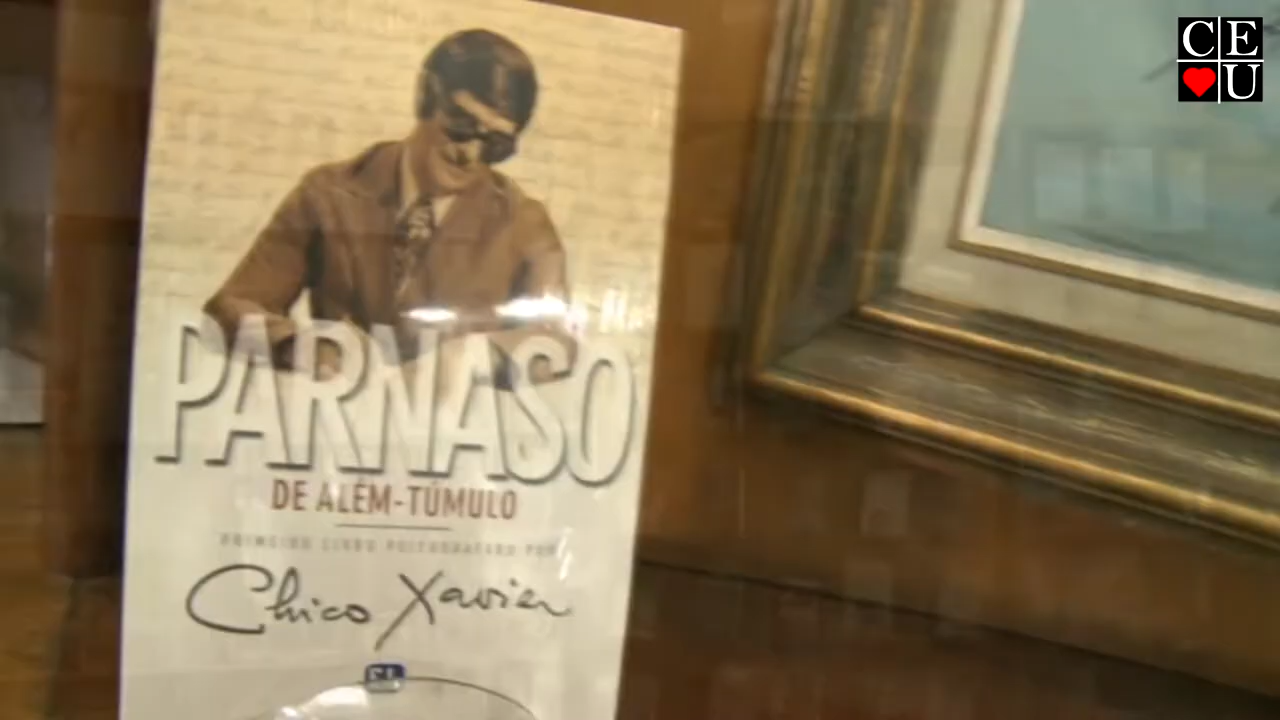 CE
U
PARNASO
DE ALÉM-TÚMULO
PRIMEIRO LIVRO PSICOGRAFADO POR
Chico Xavier